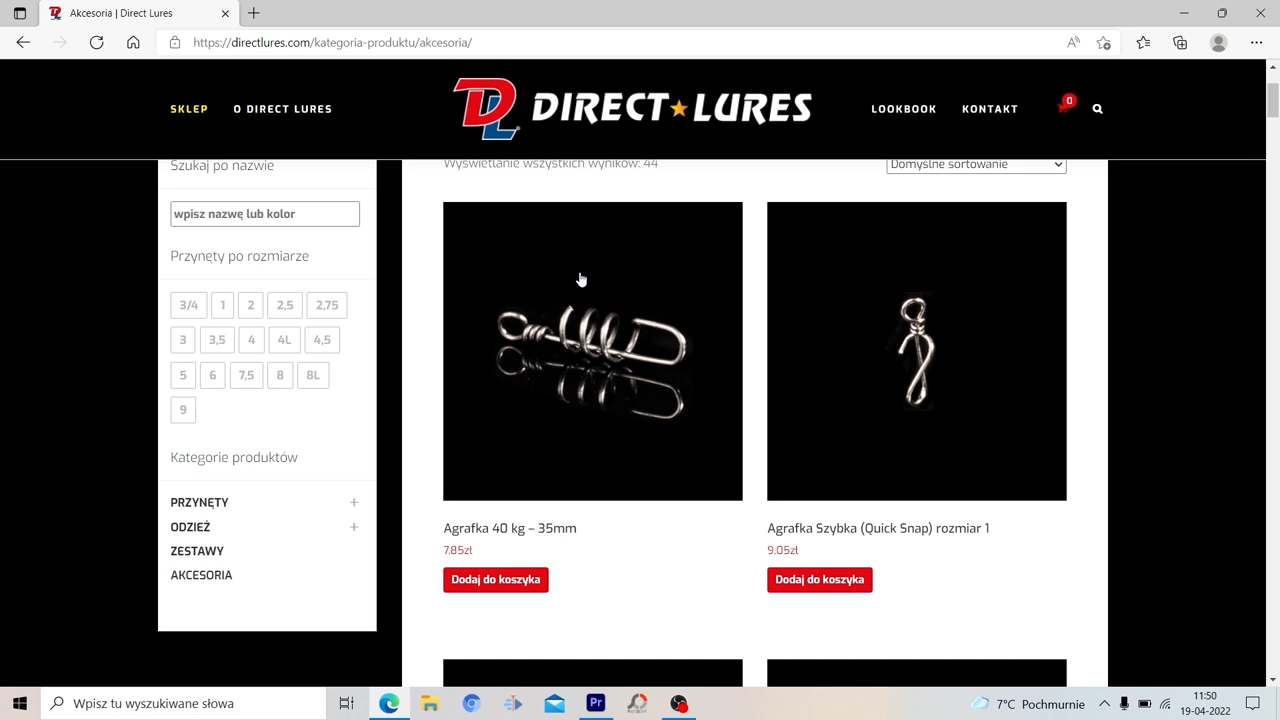 Akcesoria | Direct Lures
https://directlures.com/kategoria-produktu/akcesoria/
SKLEP
O DIRECT LURES
DL DIRECT LURES
LOOKBOOK
KONTAKT
0
Szukaj po nazwie
wpisz nazwę lub kolor
Przynęty po rozmiarze
3/4 1 2 2,5 2,75
3 3,5 4 4L 4,5
5 6 7,5 8 8L
9
Kategorie produktów
PRZYNĘTY +
ODZIEŻ +
ZESTAWY
AKCESORIA
Wyświetlanie wszystkich wyników: 44
Domyślne sortowanie
Agrafka 40 kg – 35mm
7.85zł
Dodaj do koszyka
Agrafka Szybka (Quick Snap) rozmiar 1
9.05zł
Dodaj do koszyka
Wpisz tu wyszukiwane słowa
Pr
7°C Pochmurnie
11:50
19-04-2022